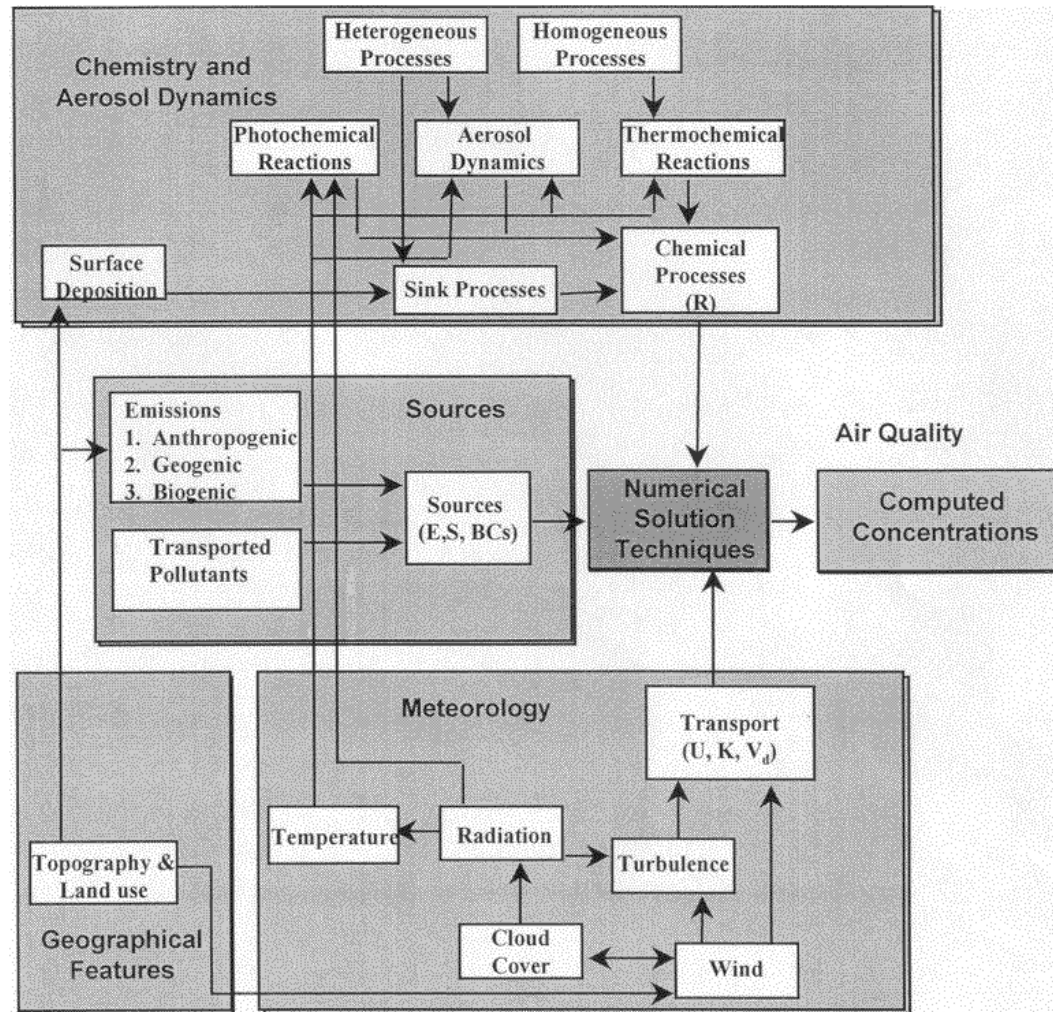 Chemistry and
Aerosol Dynamics
Heterogeneous
Processes
Homogeneous
Processes
Photochemical
Reactions
Aerosol
Dynamics
Thermochemical
Reactions
Surface
Deposition
Sink Processes
Chemical
Processes
(R)
Sources
Emissions
1. Anthropogenic
2. Geogenic
3. Biogenic
Transported
Pollutants
Sources
(E,S, BCs)
Numerical
Solution
Techniques
Air Quality
Computed
Concentrations
Meteorology
Transport
(U, K, Vd)
Temperature
Radiation
Turbulence
Cloud
Cover
Wind
Topography &
Land use
Geographical
Features